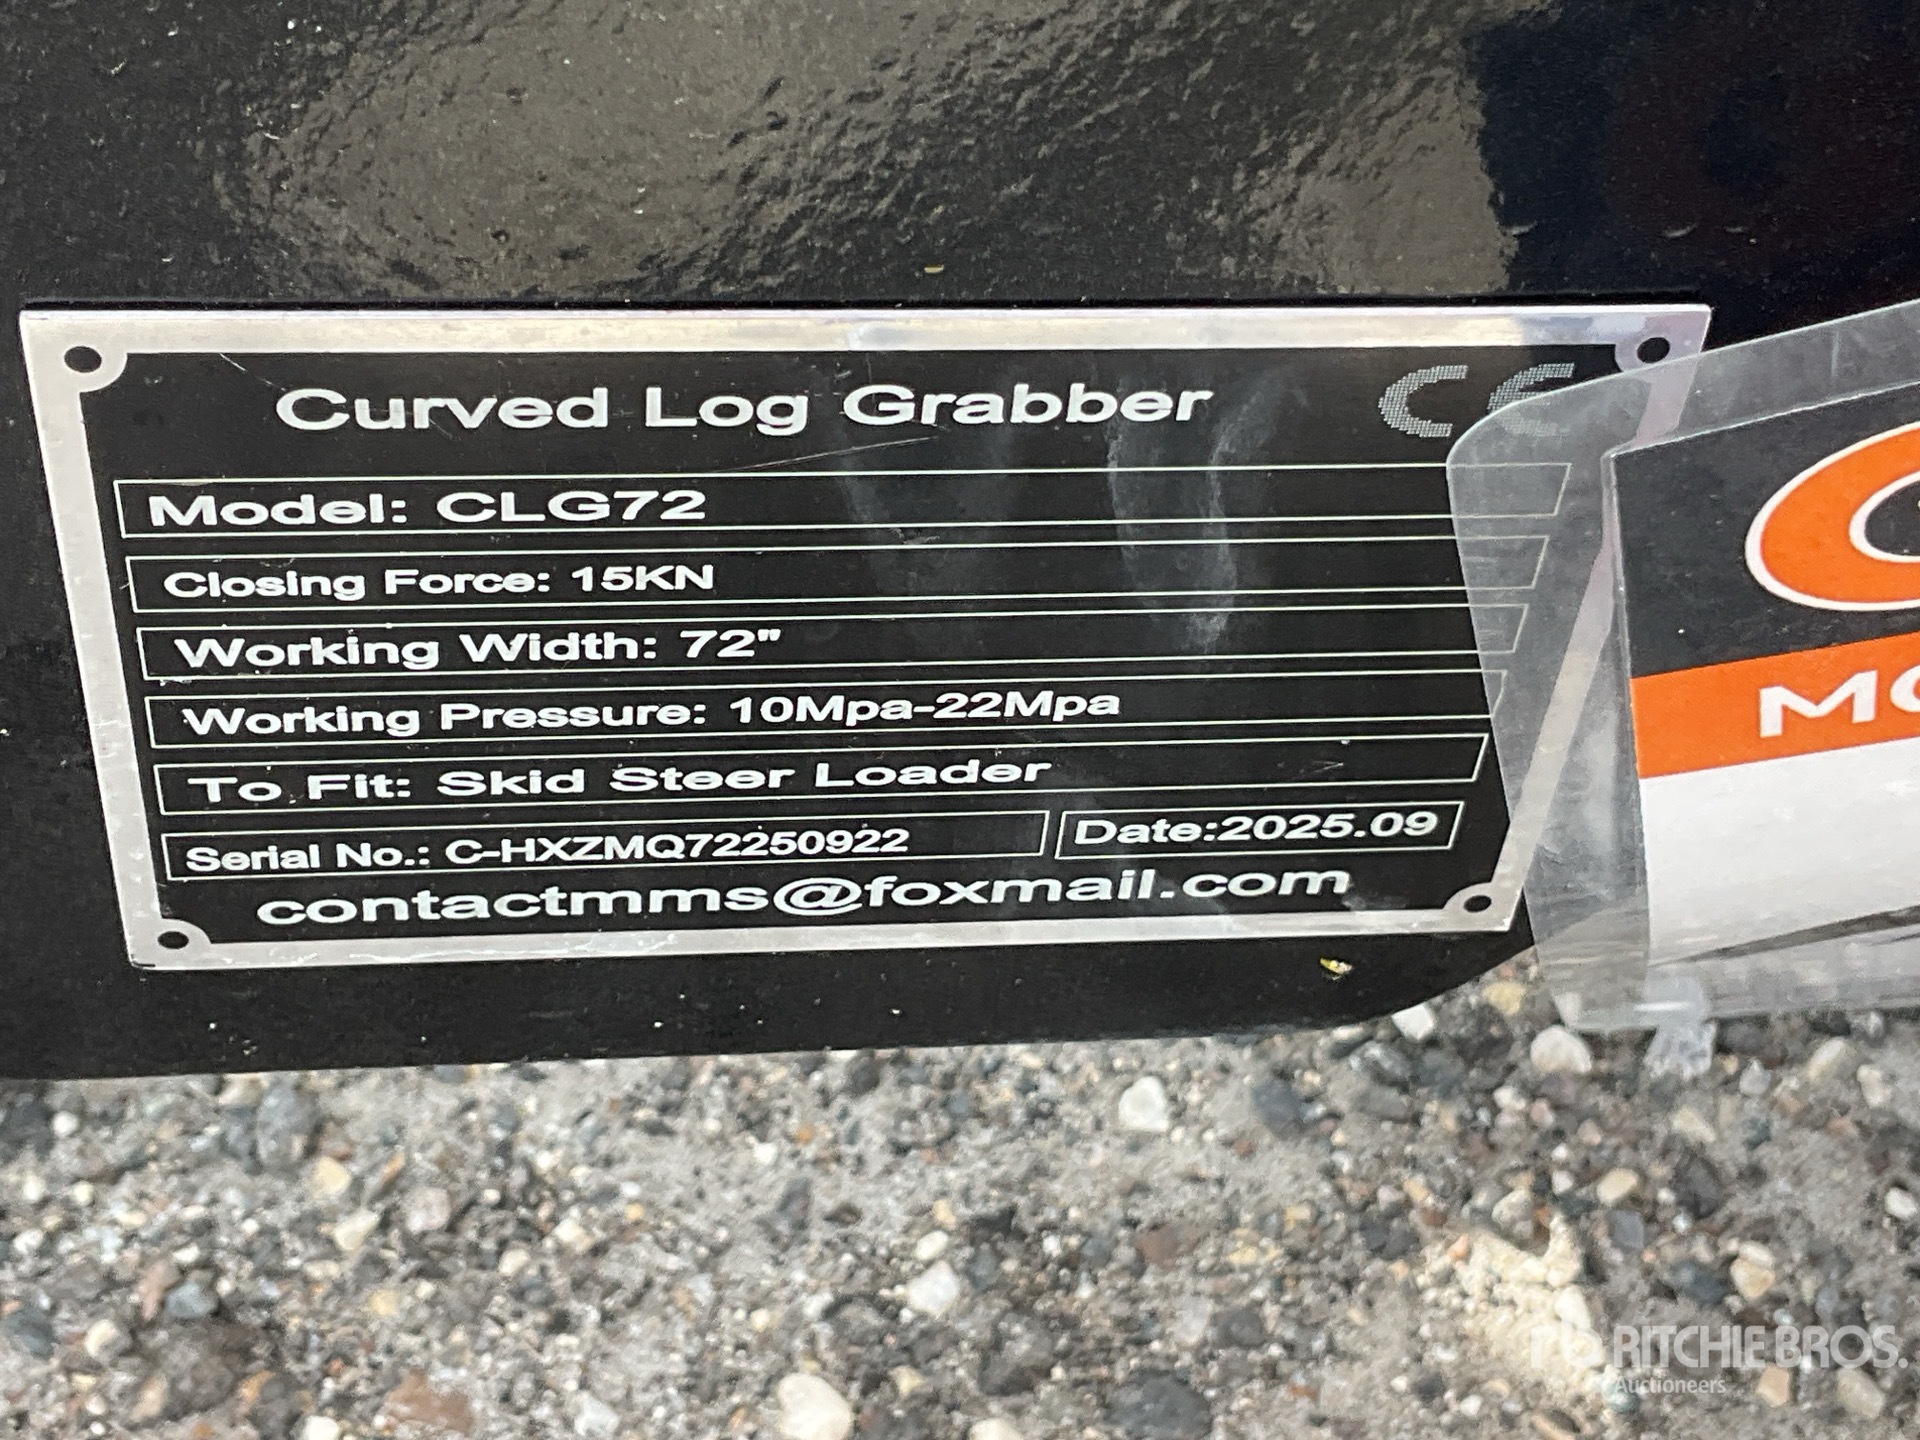 Curved Log Grabber CE
Model: CLG72
Closing Force: 15KN
Working Width: 72"
Working Pressure: 10Mpa-22Mpa
To Fit: Skid Steer Loader
Serial No.: C-HXZMQ72250922 Date:2025.09
contactmms@foxmail.com
RITCHIE BROS.
Auctioneers